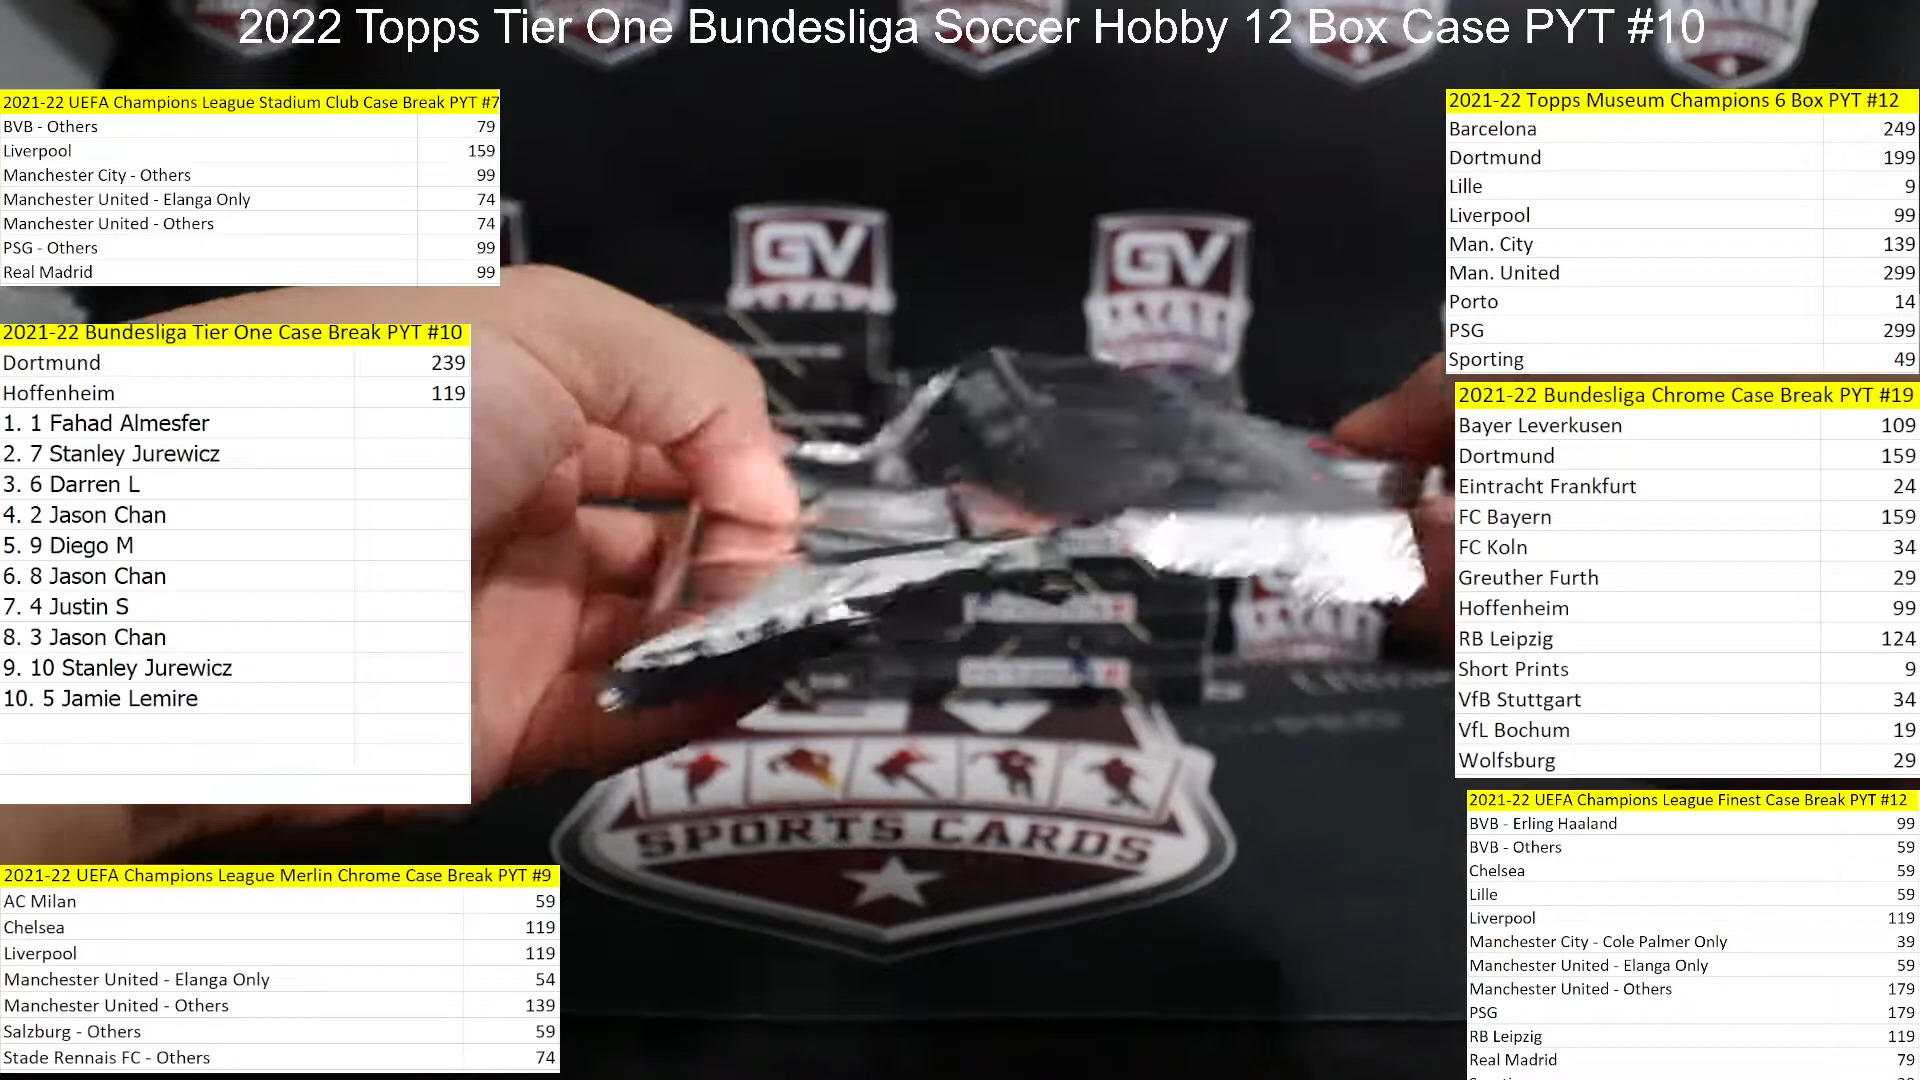 2022 Topps Tier One Bundesliga Soccer Hobby 12 Box Case PYT #10
2021-22 UEFA Champions League Stadium Club Case Break PYT #7
BVB - Others 79
Liverpool 159
Manchester City - Others 99
Manchester United - Elanga Only 74
Manchester United - Others 74
PSG - Others 99
Real Madrid 99
2021-22 Bundesliga Tier One Case Break PYT #10
Dortmund 239
Hoffenheim 119
1. 1 Fahad Almesfer
2. 7 Stanley Jurewicz
3. 6 Darren L
4. 2 Jason Chan
5. 9 Diego M
6. 8 Jason Chan
7. 4 Justin S
8. 3 Jason Chan
9. 10 Stanley Jurewicz
10. 5 Jamie Lemire
2021-22 UEFA Champions League Merlin Chrome Case Break PYT #9
AC Milan 59
Chelsea 119
Liverpool 119
Manchester United - Elanga Only 54
Manchester United - Others 139
Salzburg - Others 59
Stade Rennais FC - Others 74
GV
GV
SPORTS CARDS
2021-22 Topps Museum Champions 6 Box PYT #12
Barcelona 249
Dortmund 199
Lille 9
Liverpool 99
Man. City 139
Man. United 299
Porto 14
PSG 299
Sporting 49
2021-22 Bundesliga Chrome Case Break PYT #19
Bayer Leverkusen 109
Dortmund 159
Eintracht Frankfurt 24
FC Bayern 159
FC Koln 34
Greuther Furth 29
Hoffenheim 99
RB Leipzig 124
Short Prints 9
VfB Stuttgart 34
VfL Bochum 19
Wolfsburg 29
2021-22 UEFA Champions League Finest Case Break PYT #12
BVB - Erling Haaland 99
BVB - Others 59
Chelsea 59
Lille 59
Liverpool 119
Manchester City - Cole Palmer Only 39
Manchester United - Elanga Only 59
Manchester United - Others 179
PSG 179
RB Leipzig 119
Real Madrid 79